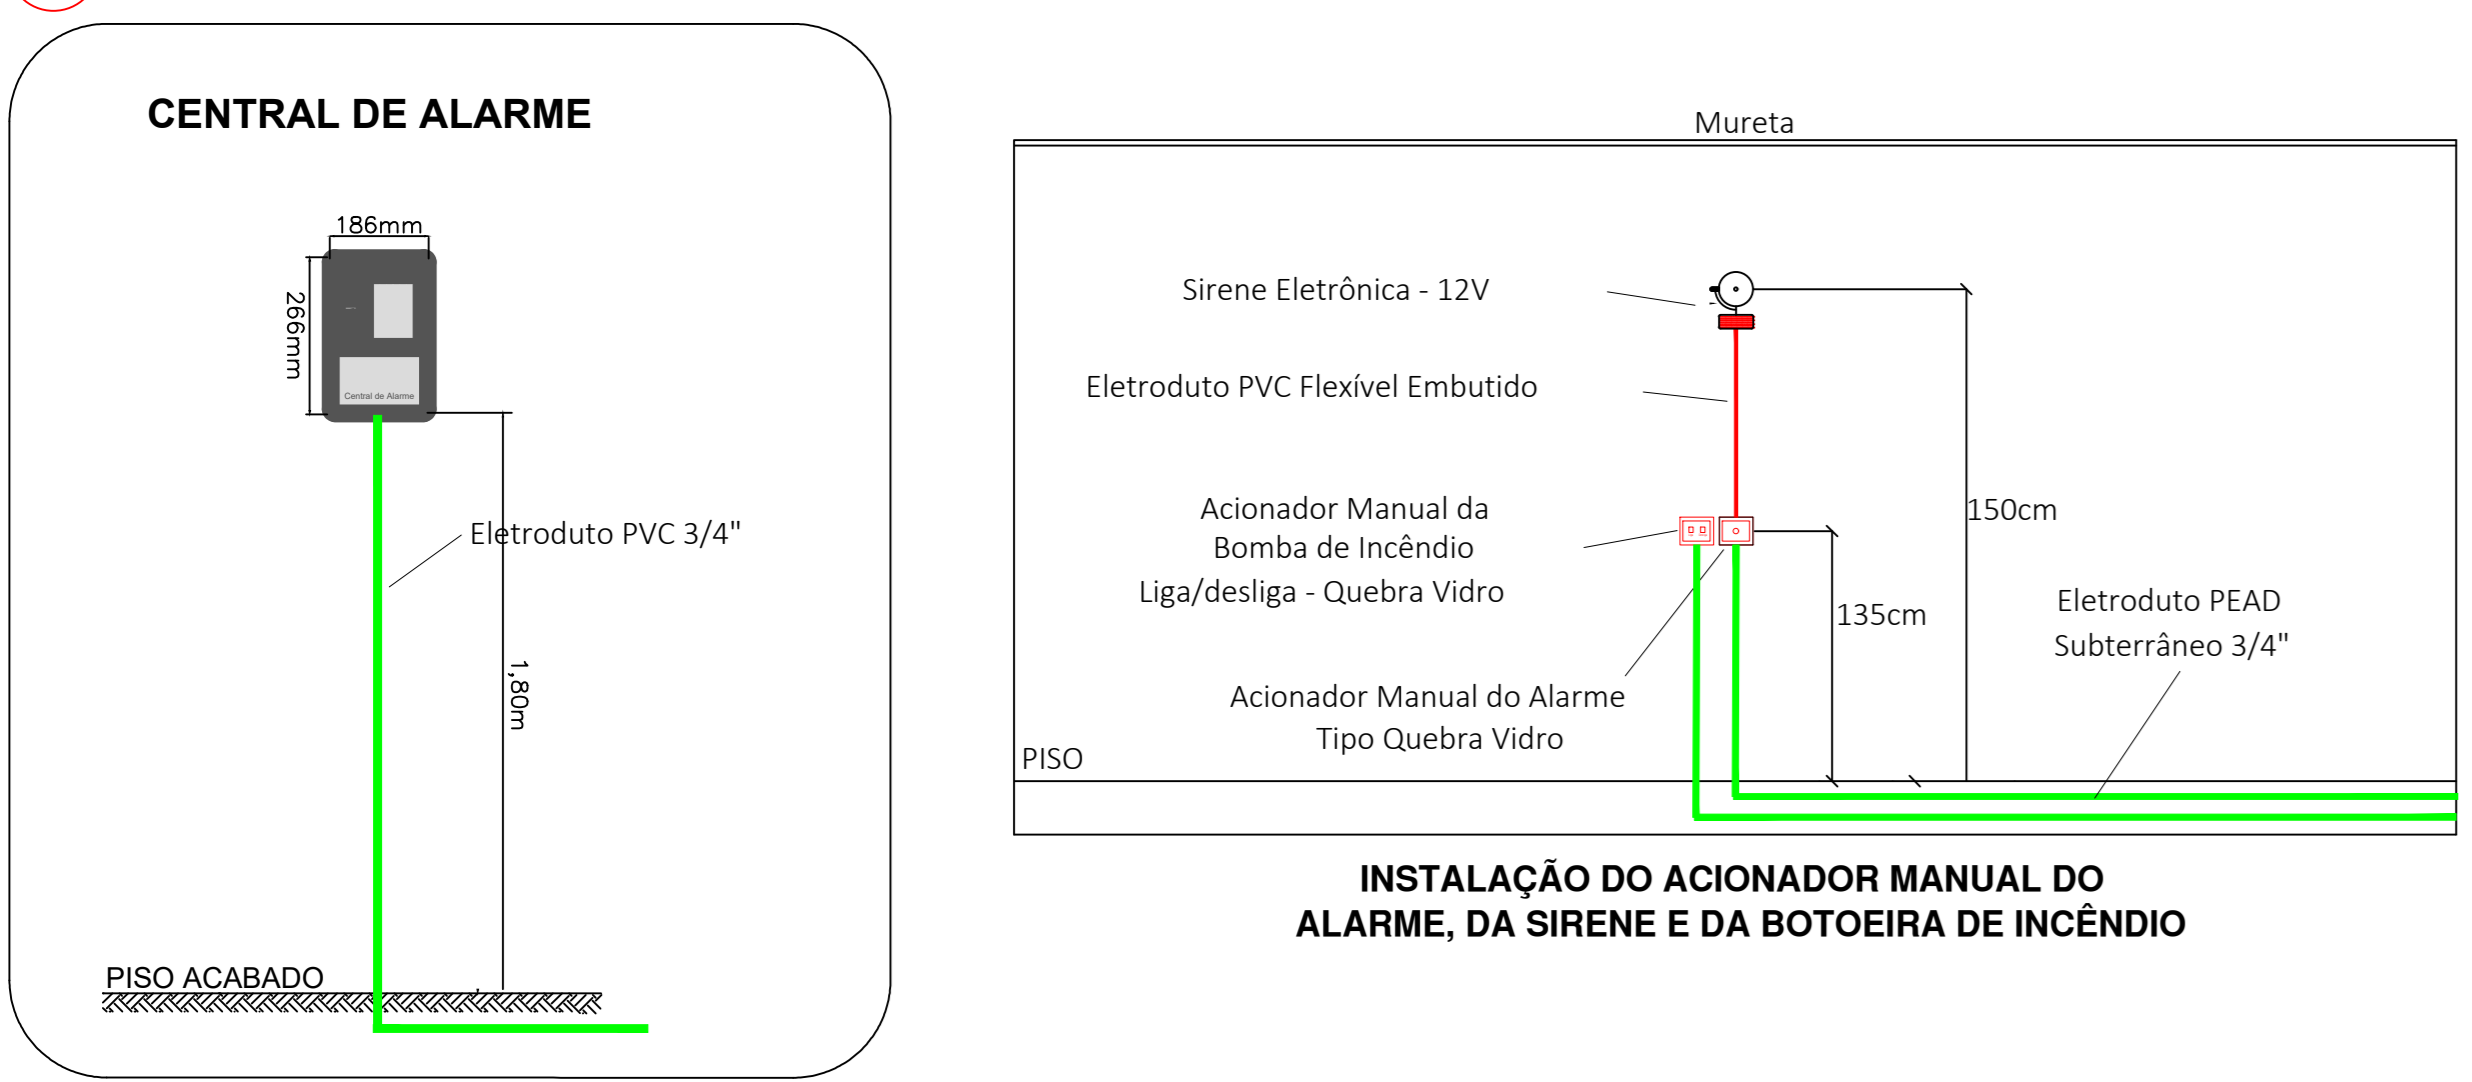 CENTRAL DE ALARME
186mm
266mm
Central de Alarme
Eletroduto PVC 3/4"
1,80m
PISO ACABADO
Mureta
Sirene Eletrônica - 12V
Eletroduto PVC Flexível Embutido
Acionador Manual da
Bomba de Incêndio
Liga/desliga - Quebra Vidro
150cm
135cm
Eletroduto PEAD
Subterrâneo 3/4"
Acionador Manual do Alarme
Tipo Quebra Vidro
PISO
INSTALAÇÃO DO ACIONADOR MANUAL DO
ALARME, DA SIRENE E DA BOTOEIRA DE INCÊNDIO